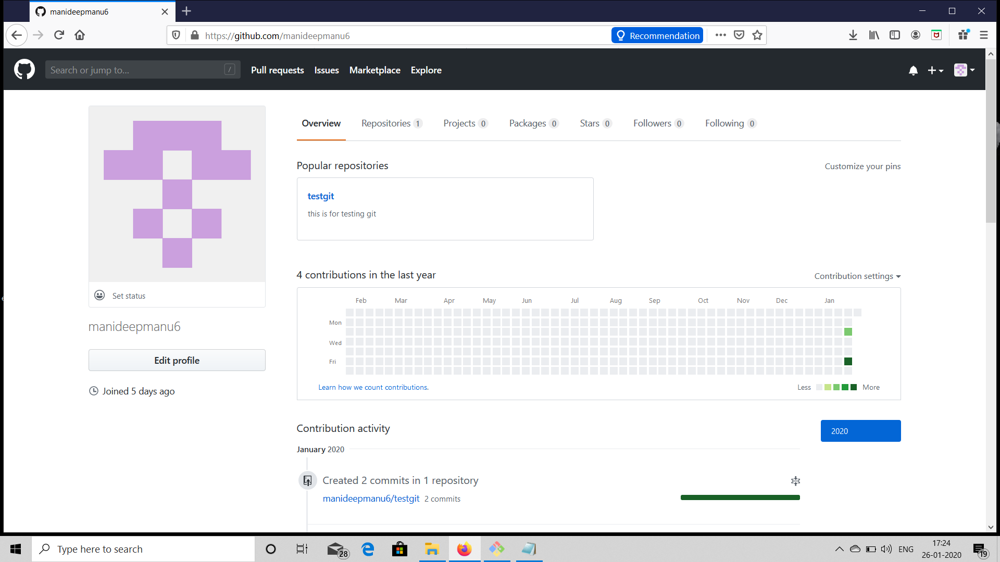 manideepmanu6
https://github.com/manideepmanu6
Recommendation
Search or jump to...
/
Pull requests
Issues
Marketplace
Explore
Overview
Repositories 1
Projects 0
Packages 0
Stars 0
Followers 0
Following 0
Popular repositories
Customize your pins
testgit
this is for testing git
4 contributions in the last year
Contribution settings
Set status
manideepmanu6
Edit profile
Joined 5 days ago
Feb Mar Apr May Jun Jul Aug Sep Oct Nov Dec Jan
Mon
Wed
Fri
Learn how we count contributions.
Less
More
Contribution activity
2020
January 2020
Created 2 commits in 1 repository
manideepmanu6/testgit 2 commits
Type here to search
28
ENG
17:24
26-01-2020
19